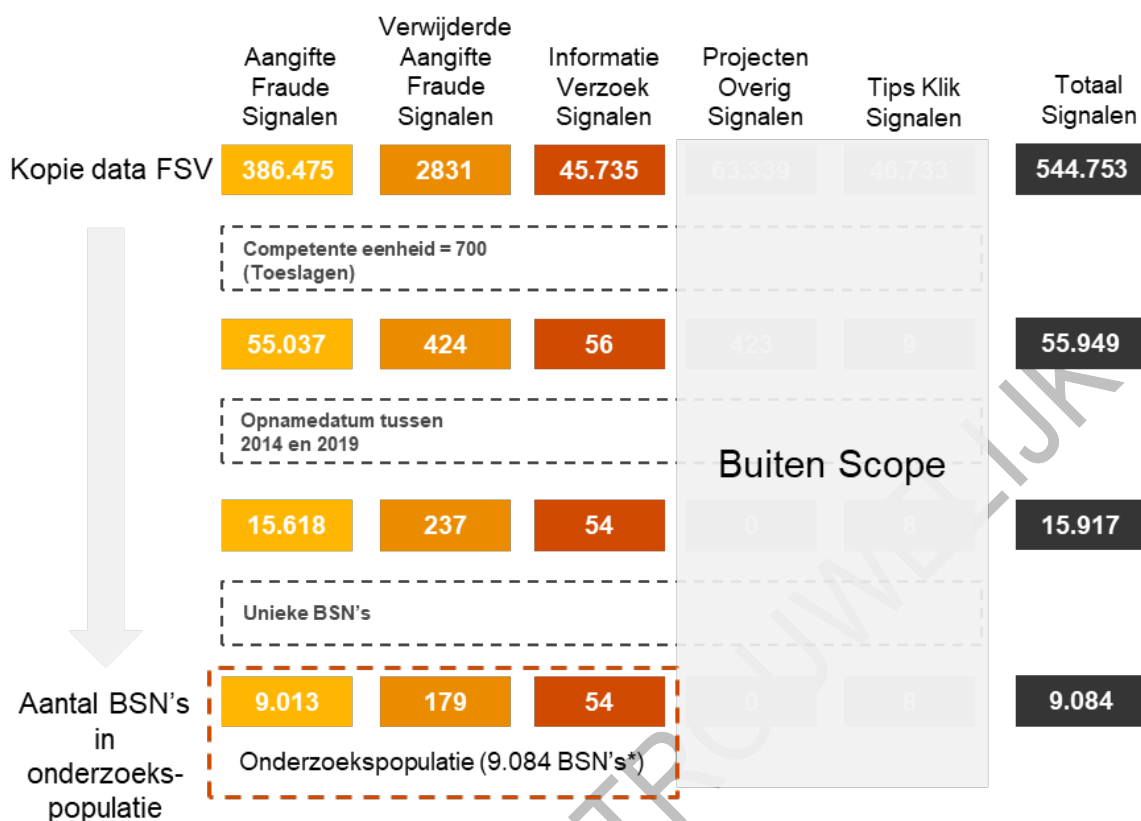 Aangifte
Fraude
Signalen
Verwijderde
Aangifte
Fraude
Signalen
Informatie
Verzoek
Signalen
Projecten
Overig
Signalen
Tips Klik
Signalen
Totaal
Signalen
Kopie data FSV
386.475
2831
45.735
63.339
46.733
544.753
Competente eenheid = 700
(Toeslagen)
55.037
424
56
423
9
55.949
Opnamedatum tussen
2014 en 2019
Buiten Scope
15.618
237
54
0
8
15.917
Unieke BSN's
Aantal BSN's
in
onderzoeks-
populatie
9.013
179
54
0
8
9.084
Onderzoekspopulatie (9.084 BSN's*)
TROUWELIJK